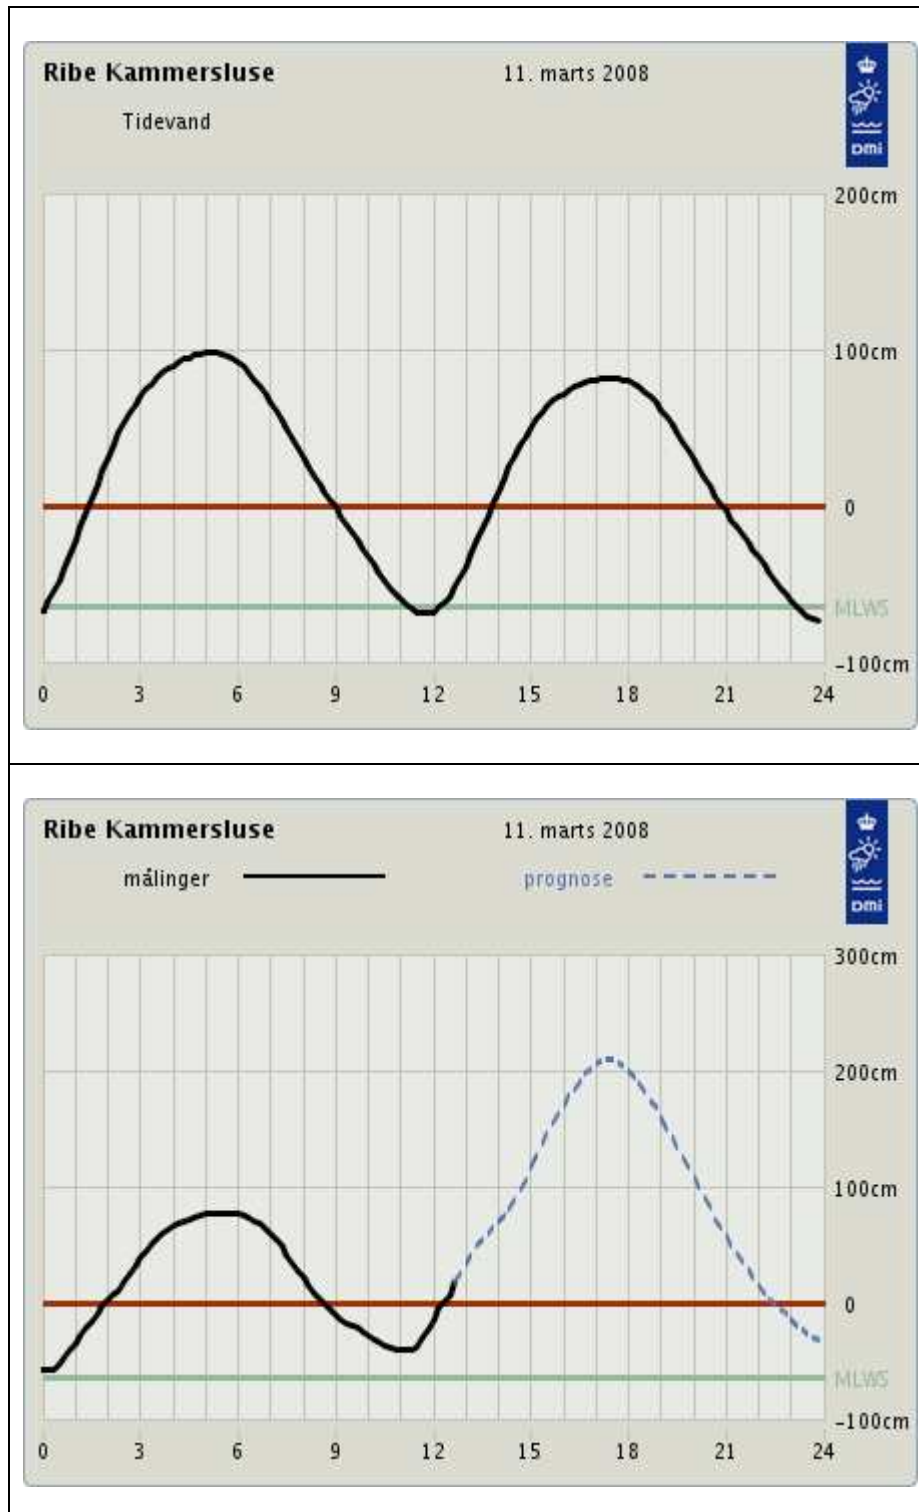 Ribe Kammersluse 11. marts 2008
Tidevand
DMI
200cm
100cm
0
MLWS
-100cm
0 3 6 9 12 15 18 21 24
Ribe Kammersluse 11. marts 2008
målinger prognose
DMI
300cm
200cm
100cm
0
MLWS
-100cm
0 3 6 9 12 15 18 21 24